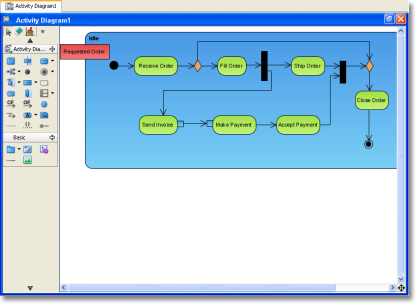 Activity Diagram1
Activity Diagram1
Activity Dia...
Basic
Idle
Requested Order
Receive Order
Fill Order
Ship Order
Close Order
Send Invoice
Make Payment
Accept Payment